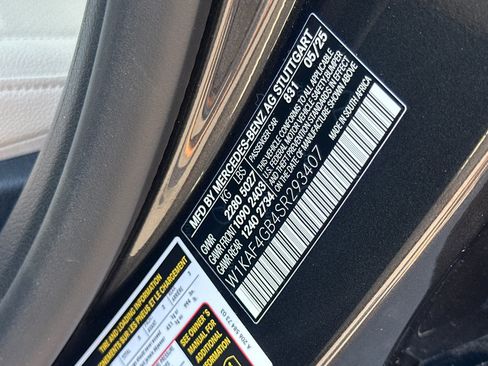 MFD BY MERCEDES-BENZ AG STUTTGART
831 05/25
PASSENGER CAR
KG LBS
GVWR 2280 5027
GAWR FRONT 1090 2403
GAWR REAR 1240 2734
THIS VEHICLE CONFORMS TO ALL APPLICABLE
FEDERAL MOTOR VEHICLE SAFETY, BUMPER
AND THEFT PREVENTION STANDARDS IN EFFECT
ON THE DATE OF MANUFACTURE SHOWN ABOVE
W1KAF4GB4SR293407
MADE IN SOUTH AFRICA
TIRE AND LOADING INFORMATION
SEE OWNER'S
MANUAL FOR
ADDITIONAL
INFORMATION